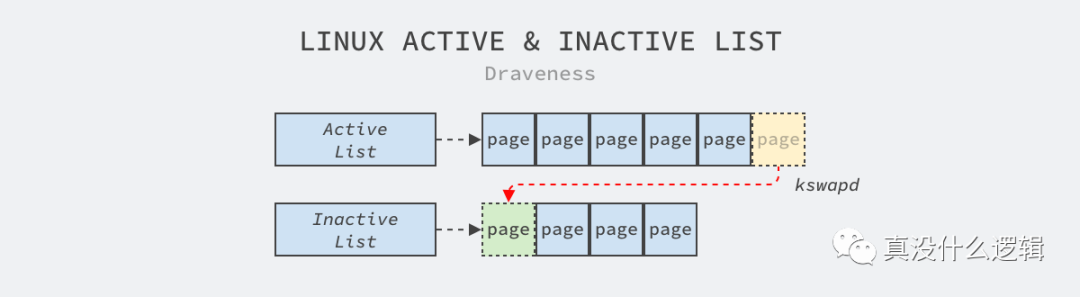 LINUX ACTIVE & INACTIVE LIST
Draveness
Active
List
page page page page page page
kswapd
Inactive
List
page page page page
真没什么逻辑